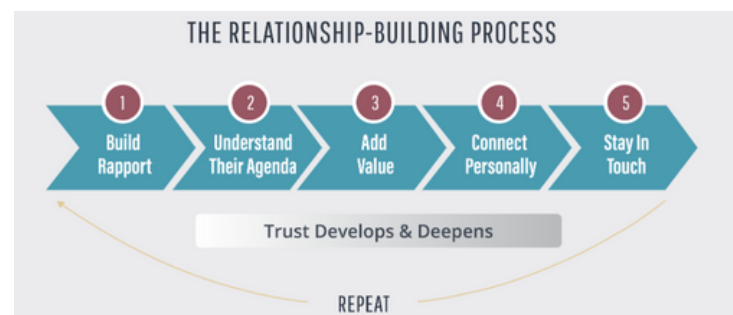 THE RELATIONSHIP-BUILDING PROCESS
1
Build
Rapport
2
Understand
Their Agenda
3
Add
Value
4
Connect
Personally
5
Stay In
Touch
Trust Develops & Deepens
REPEAT